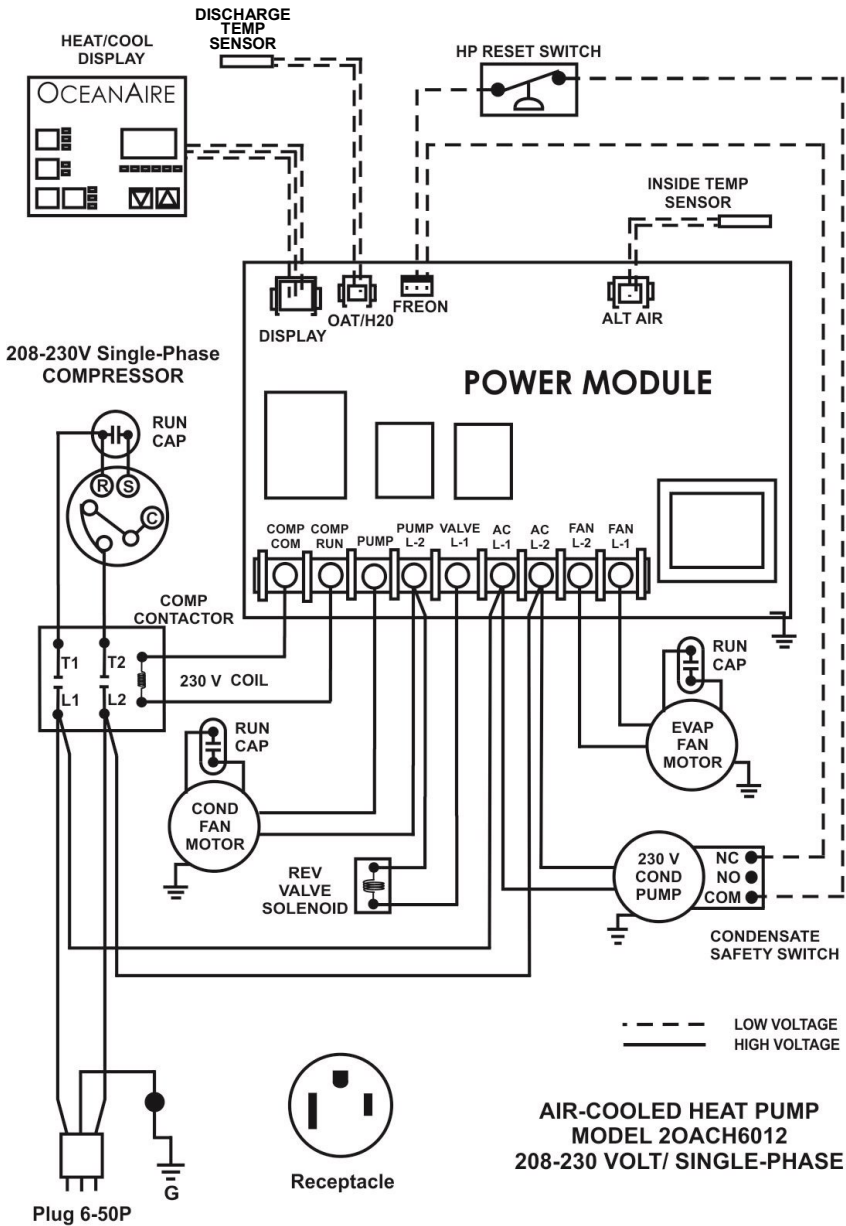 DISCHARGE
TEMP
SENSOR
HEAT/COOL
DISPLAY
OCEANAIRE
HP RESET SWITCH
INSIDE TEMP
SENSOR
DISPLAY
OAT/H20
FREON
ALT AIR
208-230V Single-Phase
COMPRESSOR
POWER MODULE
RUN
CAP
R
S
C
COMP
COM
COMP
RUN
PUMP
PUMP
L-2
VALVE
L-1
AC
L-1
AC
L-2
FAN
L-2
FAN
L-1
COMP
CONTACTOR
T1
T2
L1
L2
230 V COIL
RUN
CAP
COND
FAN
MOTOR
RUN
CAP
EVAP
FAN
MOTOR
REV
VALVE
SOLENOID
230 V
COND
PUMP
NC
NO
COM
CONDENSATE
SAFETY SWITCH
LOW VOLTAGE
HIGH VOLTAGE
G
Plug 6-50P
Receptacle
AIR-COOLED HEAT PUMP
MODEL 2OACH6012
208-230 VOLT/ SINGLE-PHASE